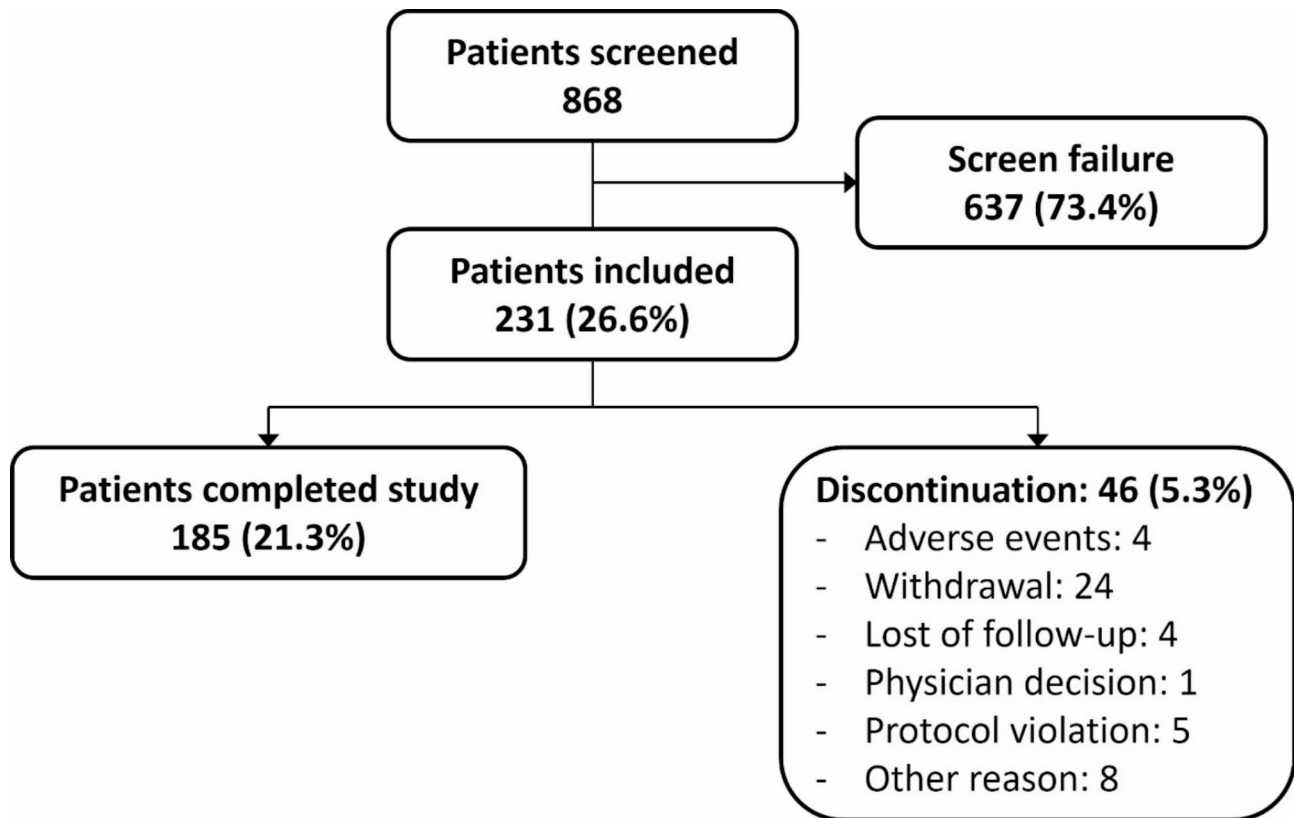 Patients screened
868
Screen failure
637 (73.4%)
Patients included
231 (26.6%)
Patients completed study
185 (21.3%)
Discontinuation: 46 (5.3%)
- Adverse events: 4
- Withdrawal: 24
- Lost of follow-up: 4
- Physician decision: 1
- Protocol violation: 5
- Other reason: 8